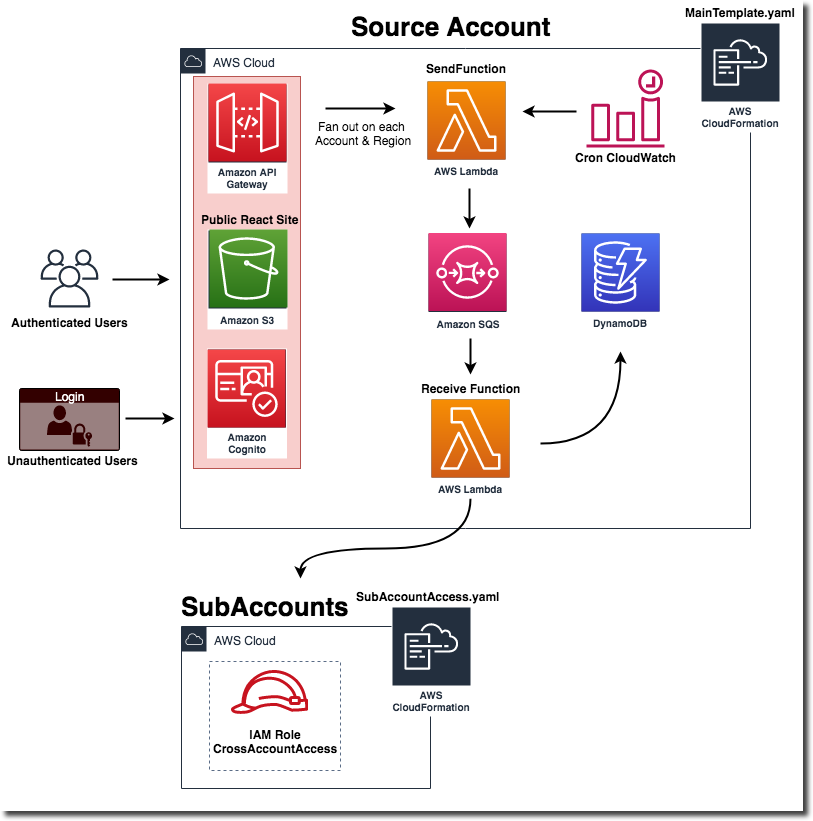 MainTemplate.yaml
Source Account
AWS Cloud
AWS
CloudFormation
SendFunction
Amazon API
Gateway
Fan out on each
Account & Region
AWS Lambda
Cron CloudWatch
Public React Site
Amazon S3
Authenticated Users
Amazon SQS
DynamoDB
Login
Unauthenticated Users
Amazon
Cognito
Receive Function
AWS Lambda
SubAccounts
SubAccountAccess.yaml
AWS Cloud
AWS
CloudFormation
IAM Role
CrossAccountAccess